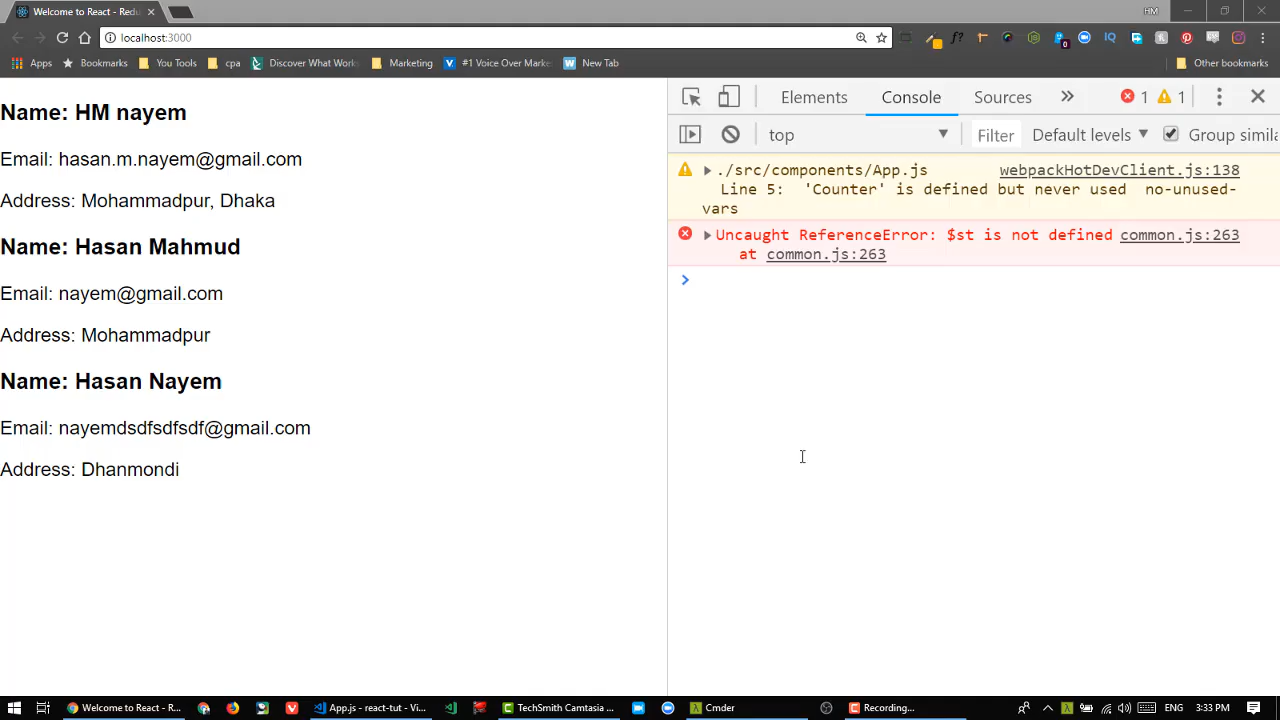 Welcome to React - Redu
HM
localhost:3000
f?
IQ
0
Apps
Bookmarks
You Tools
cpa
Discover What Work
Marketing
#1 Voice Over Marke
New Tab
Other bookmarks
Name: HM nayem
Email: hasan.m.nayem@gmail.com
Address: Mohammadpur, Dhaka
Name: Hasan Mahmud
Email: nayem@gmail.com
Address: Mohammadpur
Name: Hasan Nayem
Email: nayemdsdfsdfsdf@gmail.com
Address: Dhanmondi
Elements Console Sources » 1 1
top Filter Default levels Group simila
./src/components/App.js webpackHotDevClient.js:138
Line 5: 'Counter' is defined but never used no-unused-
vars
Uncaught ReferenceError: $st is not defined common.js:263
at common.js:263
Welcome to React - R...
App.js - react-tut - Vi...
TechSmith Camtasia ...
Cmder
Recording...
ENG
3:33 PM